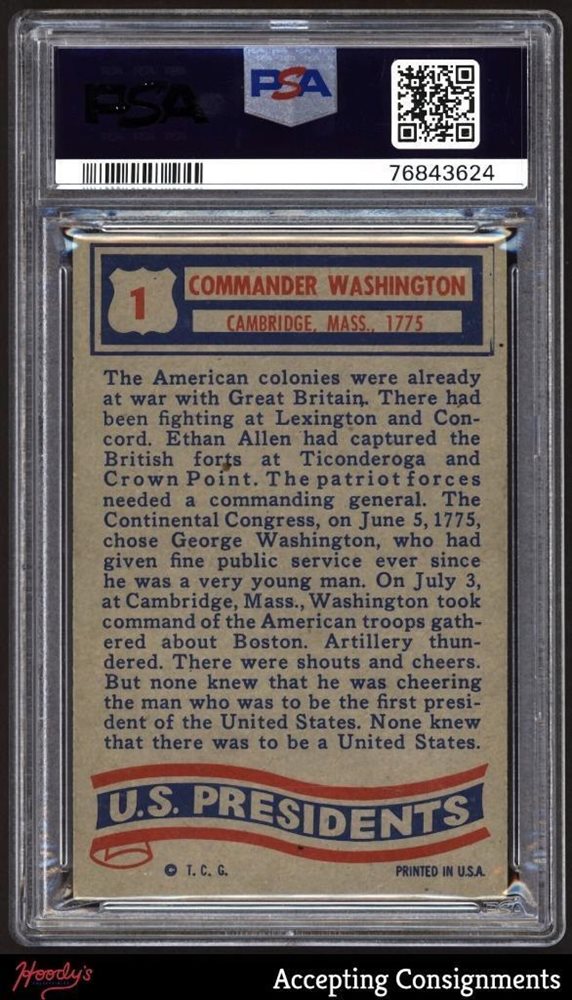 PSA
PSA
76843624
1
COMMANDER WASHINGTON
CAMBRIDGE, MASS., 1775
The American colonies were already
at war with Great Britain. There had
been fighting at Lexington and Con-
cord. Ethan Allen had captured the
British forts at Ticonderoga and
Crown Point. The patriot forces
needed a commanding general. The
Continental Congress, on June 5, 1775,
chose George Washington, who had
given fine public service ever since
he was a very young man. On July 3,
at Cambridge, Mass., Washington took
command of the American troops gath-
ered about Boston. Artillery thun-
dered. There were shouts and cheers.
But none knew that he was cheering
the man who was to be the first presi-
dent of the United States. None knew
that there was to be a United States.
U.S. PRESIDENTS
© T. C. G.
PRINTED IN U.S.A.
PSA
Hoody's
Accepting Consignments